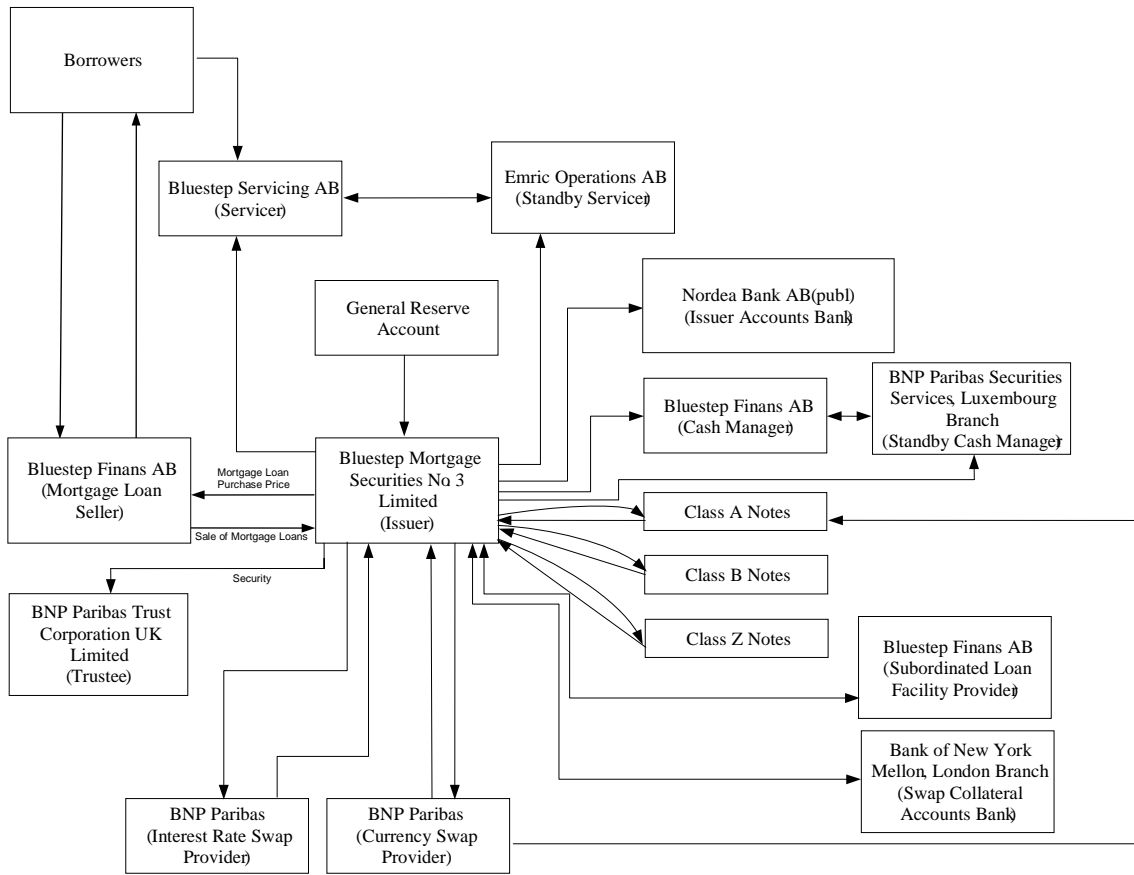 Borrowers
Bluestep Servicing AB
(Servicer)
Emric Operations AB
(Standby Servicer)
General Reserve
Account
Nordea Bank AB(publ)
(Issuer Accounts Bank)
Bluestep Finans AB
(Cash Manager)
BNP Paribas Securities
Services, Luxembourg
Branch
(Standby Cash Manager)
Bluestep Finans AB
(Mortgage Loan
Seller)
Mortgage Loan
Purchase Price
Sale of Mortgage Loans
Bluestep Mortgage
Securities No. 3
Limited
(Issuer)
Class A Notes
Class B Notes
Class Z Notes
Security
BNP Paribas Trust
Corporation UK
Limited
(Trustee)
Bluestep Finans AB
(Subordinated Loan
Facility Provider)
Bank of New York
Mellon, London Branch
(Swap Collateral
Accounts Bank)
BNP Paribas
(Interest Rate Swap
Provider)
BNP Paribas
(Currency Swap
Provider)